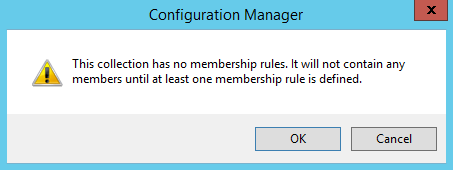 Configuration Manager
This collection has no membership rules. It will not contain any
members until at least one membership rule is defined.
OK
Cancel